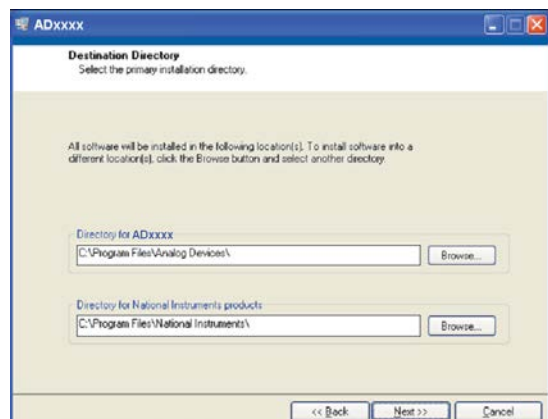 ADxxxx
Destination Directory
Select the primary installation directory.
All software will be installed in the following location(s). To install software into a
different location(s), click the Browse button and select another directory.
Directory for ADxxxx
C:\Program Files\Analog Devices\
Browse...
Directory for National Instruments products
C:\Program Files\National Instruments\
Browse...
<< Back
Next >>
Cancel